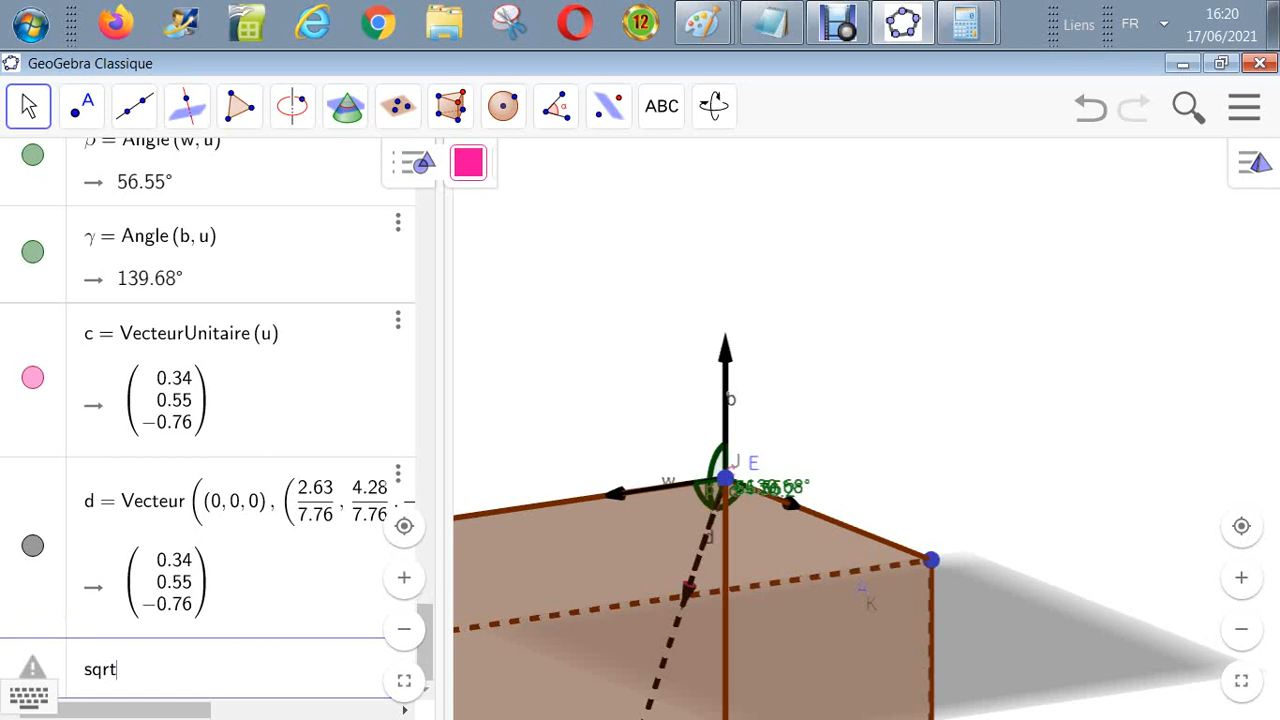 12
Liens
FR
16:20
17/06/2021
GeoGebra Classique
A
α
ABC
= Angle (w, u)
→ 56.55°
γ = Angle (b, u)
→ 139.68°
c = VecteurUnitaire (u)
→ ( 0.34
0.55
−0.76 )
d = Vecteur ((0, 0, 0), (2.63/7.76, 4.28/7.76, −
→ ( 0.34
0.55
−0.76 )
sqrt
b
J
E
w
d
K